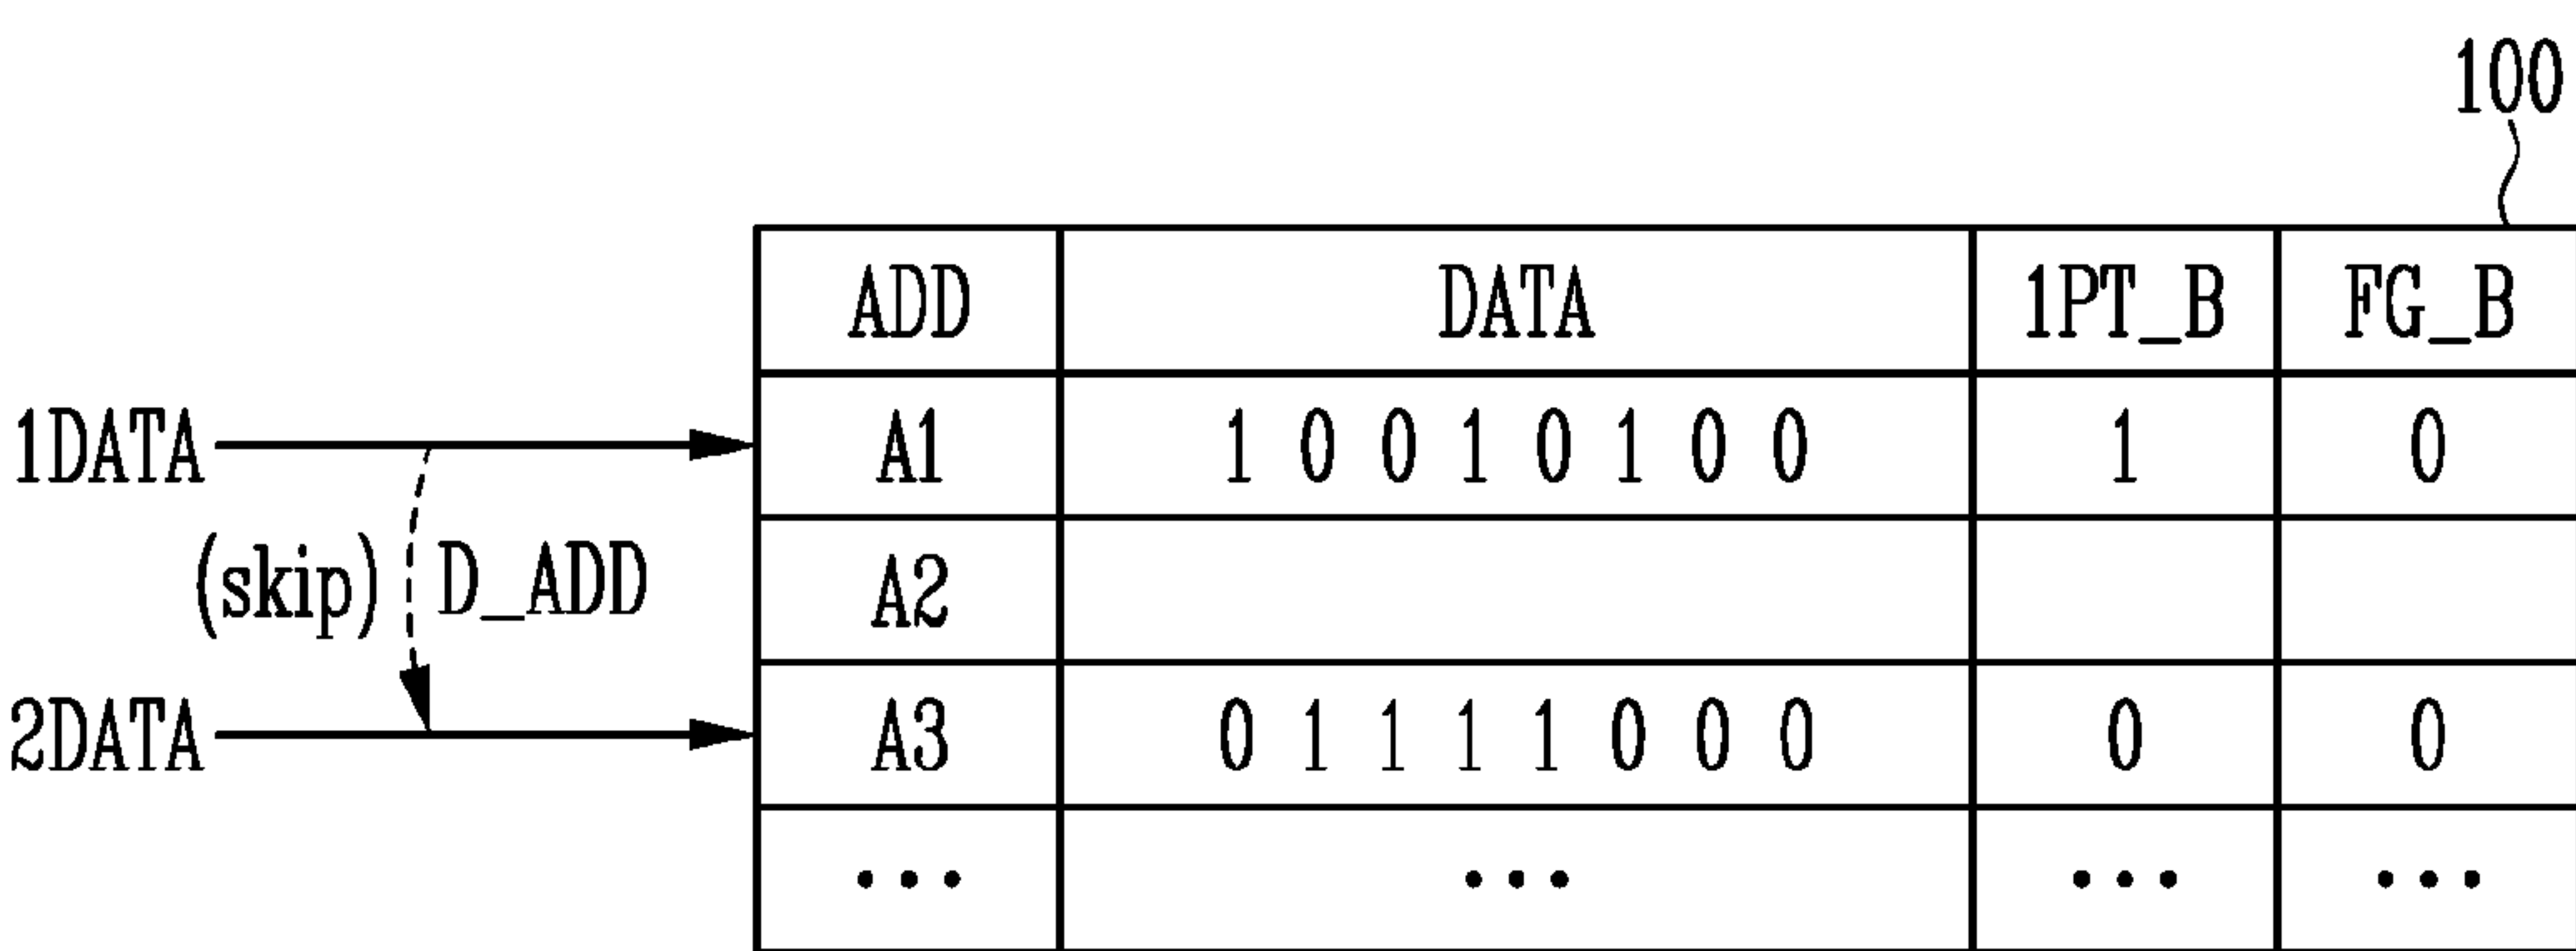 100
ADD DATA 1PT_B FG_B
1DATA A1 1 0 0 1 0 1 0 0 1 0
(skip) D_ADD A2
2DATA A3 0 1 1 1 1 0 0 0 0 0
... ... ... ...